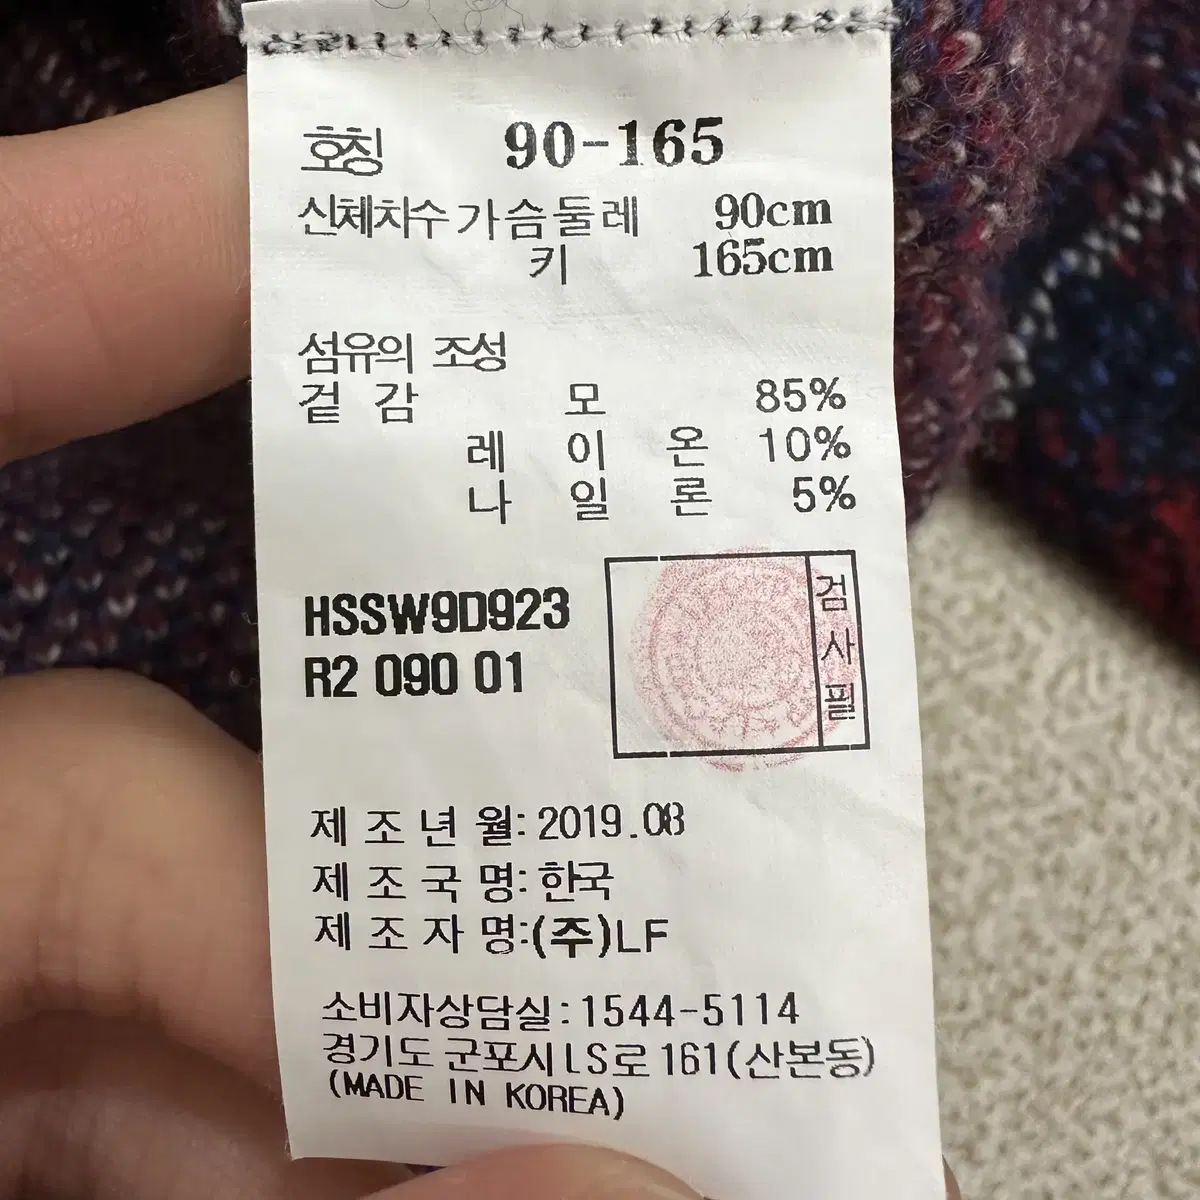 호칭 90-165
신체치수 가슴둘레 90cm
키 165cm
섬유의 조성
겉감 모 85%
레이온 10%
나일론 5%
HSSW9D923
R2 090 01
검사필
제조년월: 2019.08
제조국명: 한국
제조자명:(주)LF
소비자상담실:1544-5114
경기도 군포시 LS로 161(산본동)
(MADE IN KOREA)